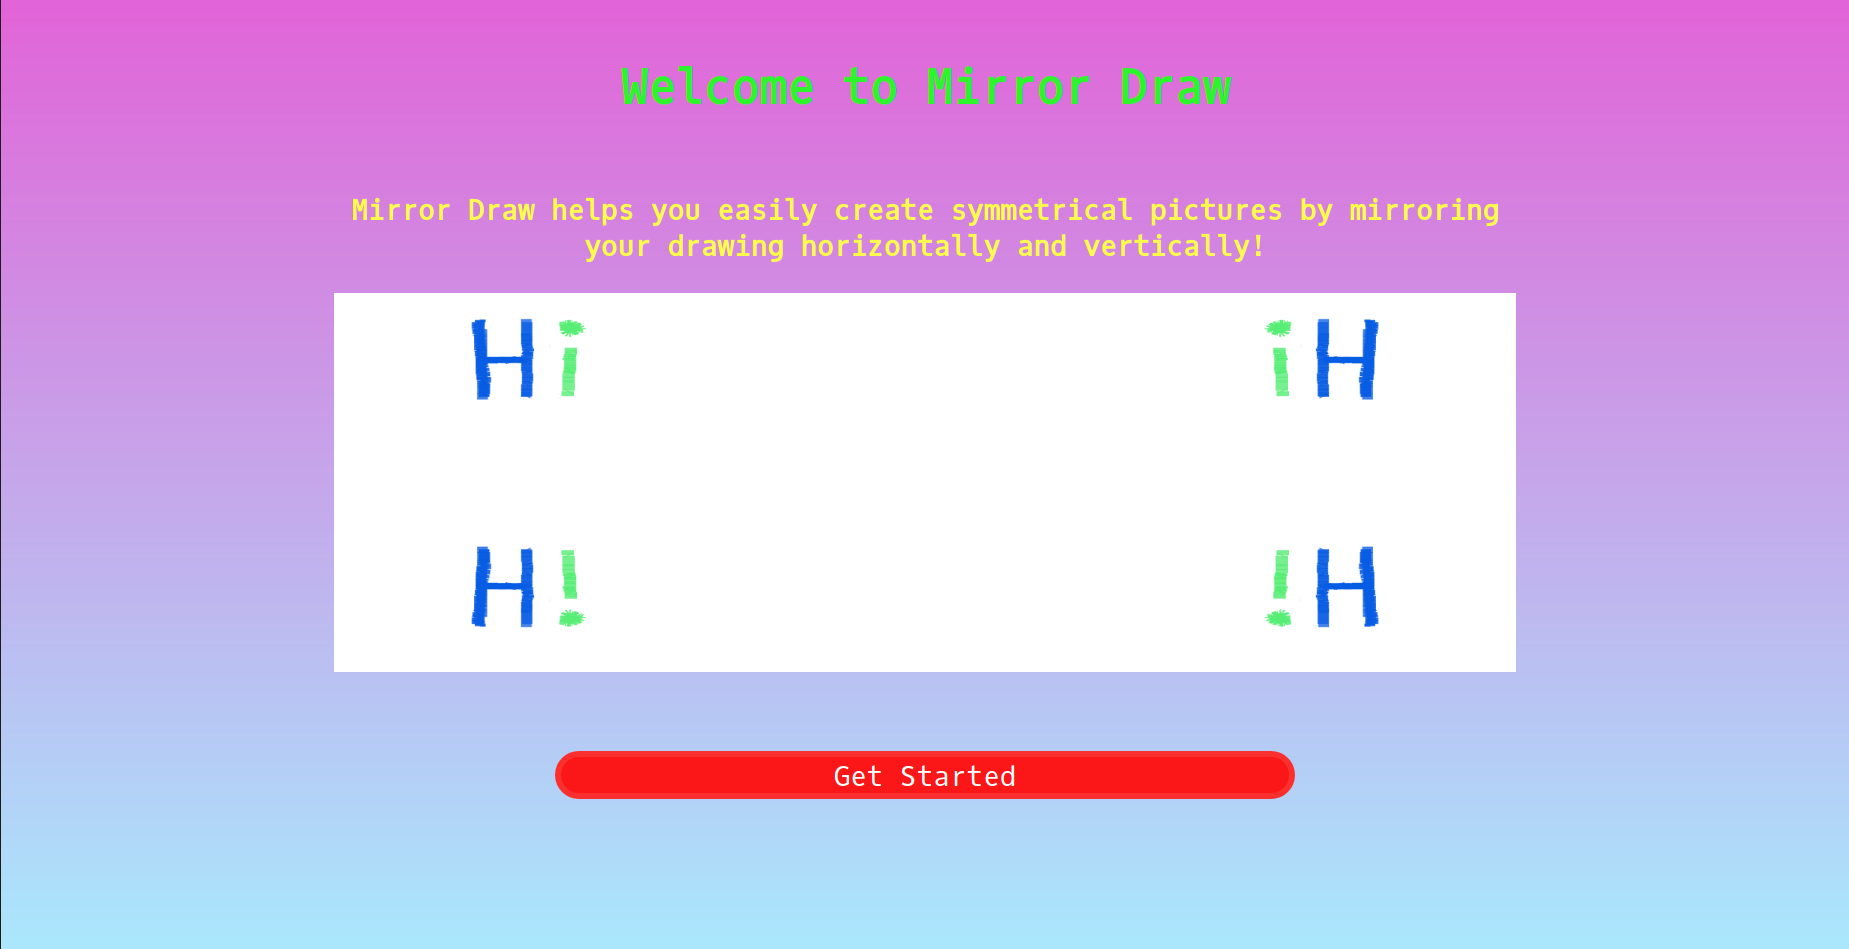 Welcome to Mirror Draw
Mirror Draw helps you easily create symmetrical pictures by mirroring
your drawing horizontally and vertically!
Hi iH
H! !H
Get Started